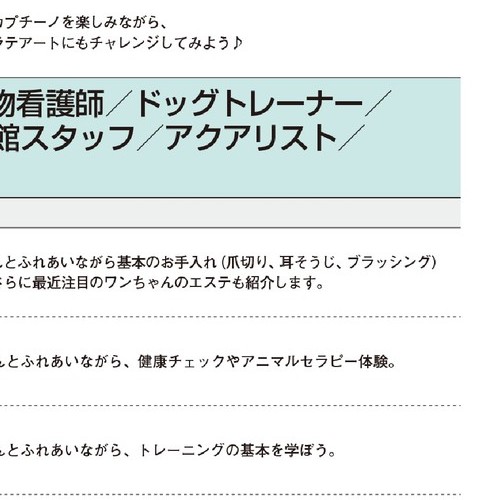 カプチーノを楽しみながら、
ラテアートにもチャレンジしてみよう♪
物看護師／ドッグトレーナー／
館スタッフ／アクアリスト／
んとふれあいながら基本のお手入れ（爪切り、耳そうじ、ブラッシング）
さらに最近注目のワンちゃんのエステも紹介します。
んとふれあいながら、健康チェックやアニマルセラピー体験。
んとふれあいながら、トレーニングの基本を学ぼう。